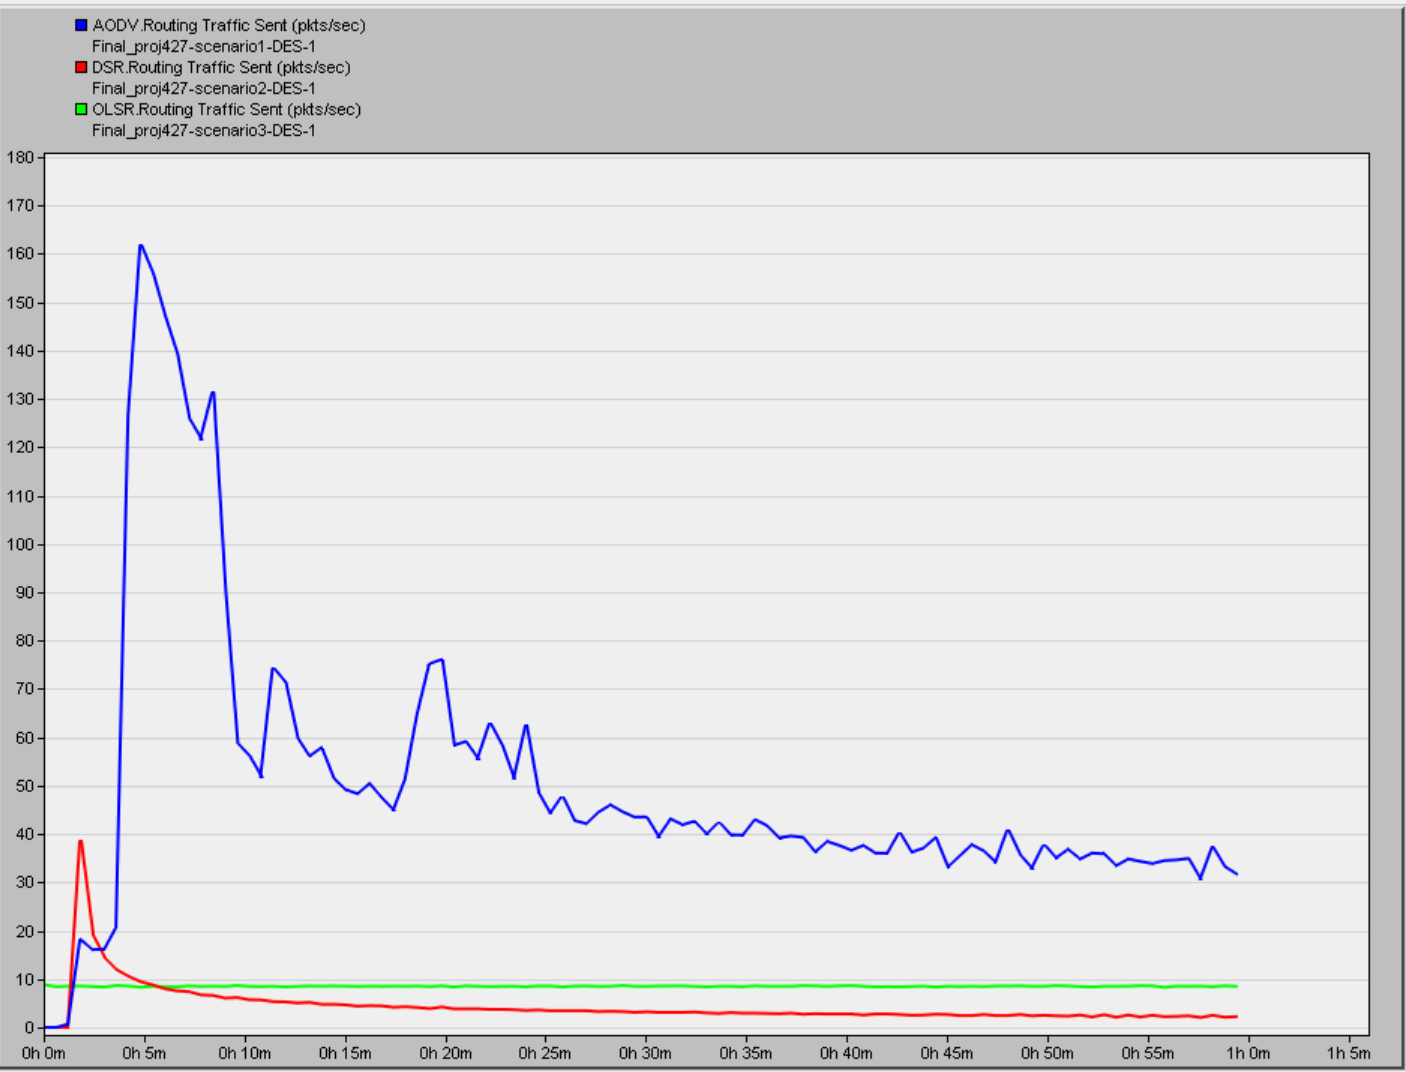 AODV.Routing Traffic Sent (pkts/sec)
Final_proj427-scenario1-DES-1
DSR.Routing Traffic Sent (pkts/sec)
Final_proj427-scenario2-DES-1
OLSR.Routing Traffic Sent (pkts/sec)
Final_proj427-scenario3-DES-1
180
170
160
150
140
130
120
110
100
90
80
70
60
50
40
30
20
10
0
0h 0m 0h 5m 0h 10m 0h 15m 0h 20m 0h 25m 0h 30m 0h 35m 0h 40m 0h 45m 0h 50m 0h 55m 1h 0m 1h 5m